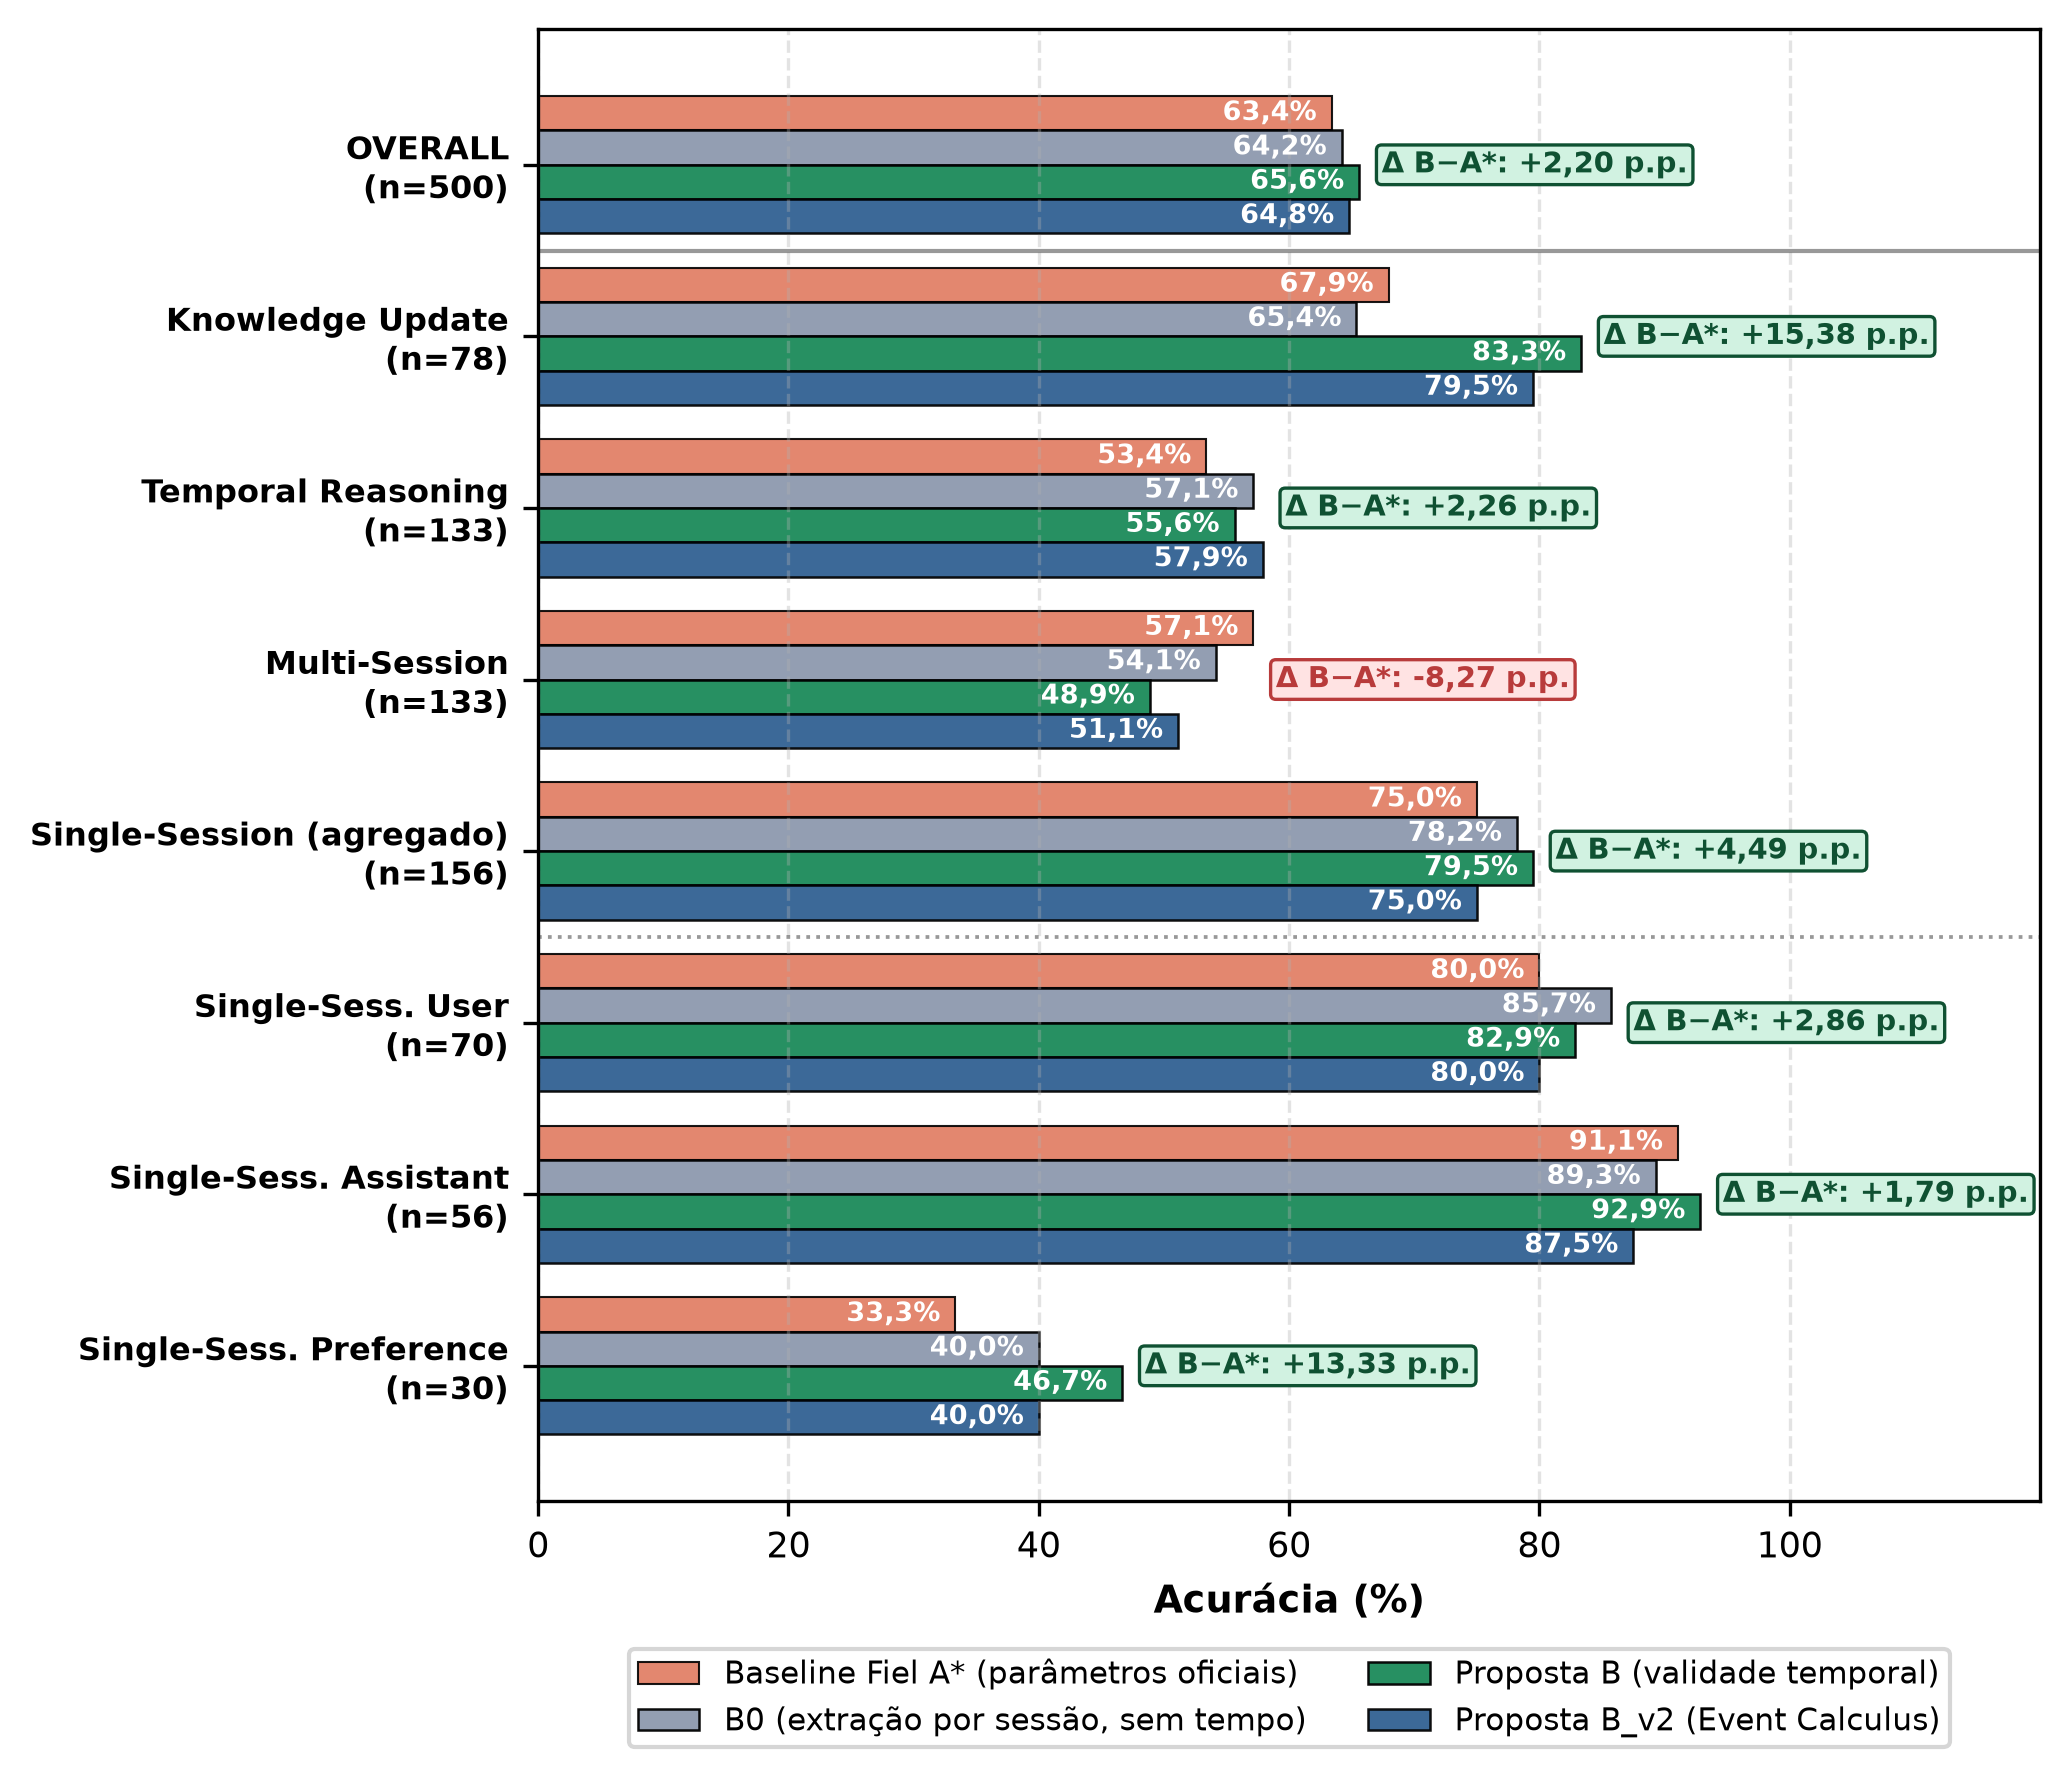 OVERALL
(n=500)
63,4%
64,2%
65,6%
64,8%
Δ B−A*: +2,20 p.p.
Knowledge Update
(n=78)
67,9%
65,4%
83,3%
79,5%
Δ B−A*: +15,38 p.p.
Temporal Reasoning
(n=133)
53,4%
57,1%
55,6%
57,9%
Δ B−A*: +2,26 p.p.
Multi-Session
(n=133)
57,1%
54,1%
48,9%
51,1%
Δ B−A*: -8,27 p.p.
Single-Session (agregado)
(n=156)
75,0%
78,2%
79,5%
75,0%
Δ B−A*: +4,49 p.p.
Single-Sess. User
(n=70)
80,0%
85,7%
82,9%
80,0%
Δ B−A*: +2,86 p.p.
Single-Sess. Assistant
(n=56)
91,1%
89,3%
92,9%
87,5%
Δ B−A*: +1,79 p.p.
Single-Sess. Preference
(n=30)
33,3%
40,0%
46,7%
40,0%
Δ B−A*: +13,33 p.p.
0 20 40 60 80 100
Acurácia (%)
Baseline Fiel A* (parâmetros oficiais)
B0 (extração por sessão, sem tempo)
Proposta B (validade temporal)
Proposta B_v2 (Event Calculus)